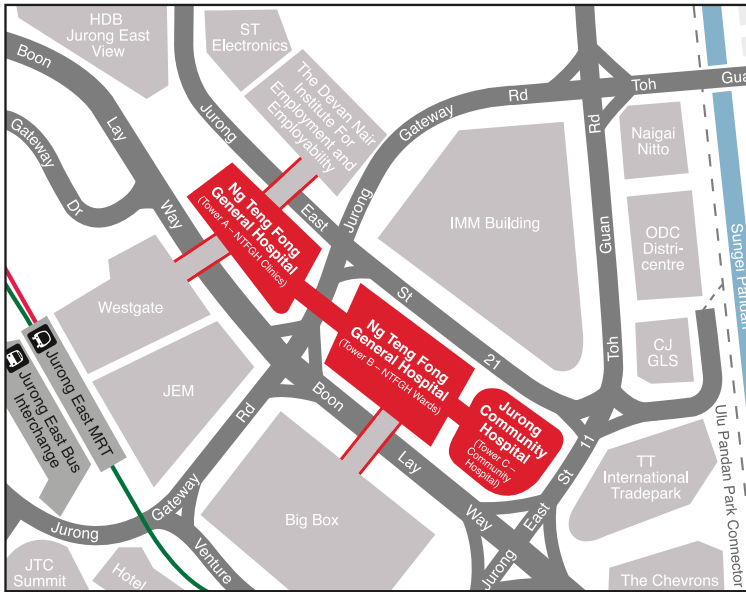 HDB
Jurong East
View
ST
Electronics
The Devan Nair
Institute For
Employment and
Employability
Boon
Lay
Way
Gateway
Dr
Jurong
East
St
21
Jurong
Gateway
Rd
Toh
Gua
Rd
Guan
Toh
Naigai
Nitto
ODC
Distri-
centre
CJ
GLS
Sungei Pandan
Ulu Pandan Park Connector
IMM Building
Ng Teng Fong
General Hospital
(Tower A – NTFGH Clinics)
Ng Teng Fong
General Hospital
(Tower B – NTFGH Wards)
Jurong
Community
Hospital
(Tower C –
Community
Hospital)
Westgate
JEM
Jurong East MRT
Jurong East Bus
Interchange
Boon
Lay
Way
Rd
Gateway
Jurong
Venture
Big Box
Jurong
East
St
11
TT
International
Tradepark
The Chevrons
JTC
Summit
Hotel